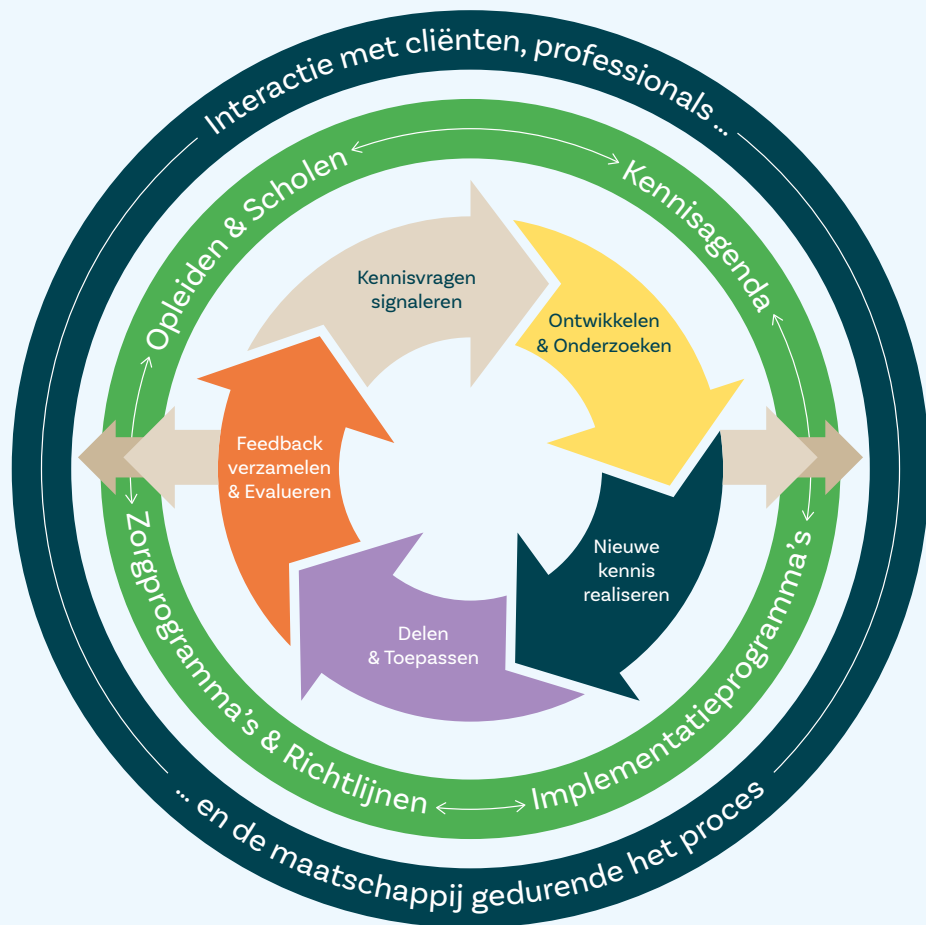 Interactie met cliënten, professionals...
Opleiden & Scholen
Kennisagenda
Kennisvragen
signaleren
Ontwikkelen
& Onderzoeken
Feedback
verzamelen
& Evalueren
Nieuwe
kennis
realiseren
Delen
& Toepassen
Zorgprogramma's & Richtlijnen
Implementatieprogramma's
... en de maatschappij gedurende het proces